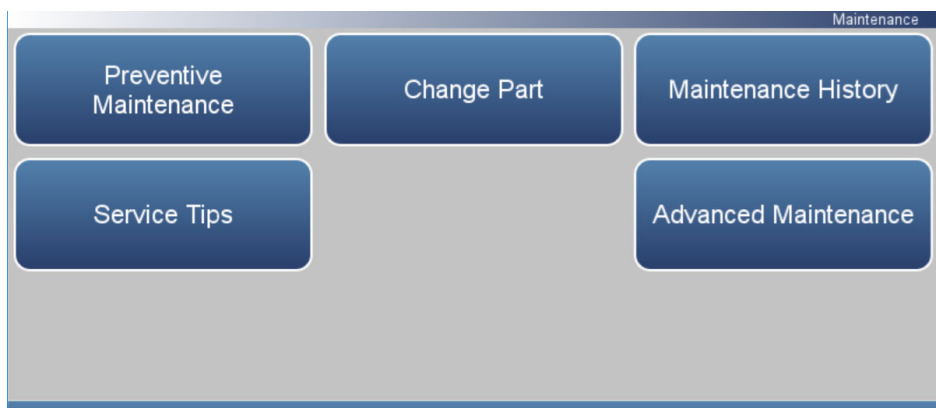 Maintenance
Preventive
Maintenance
Change Part
Maintenance History
Service Tips
Advanced Maintenance